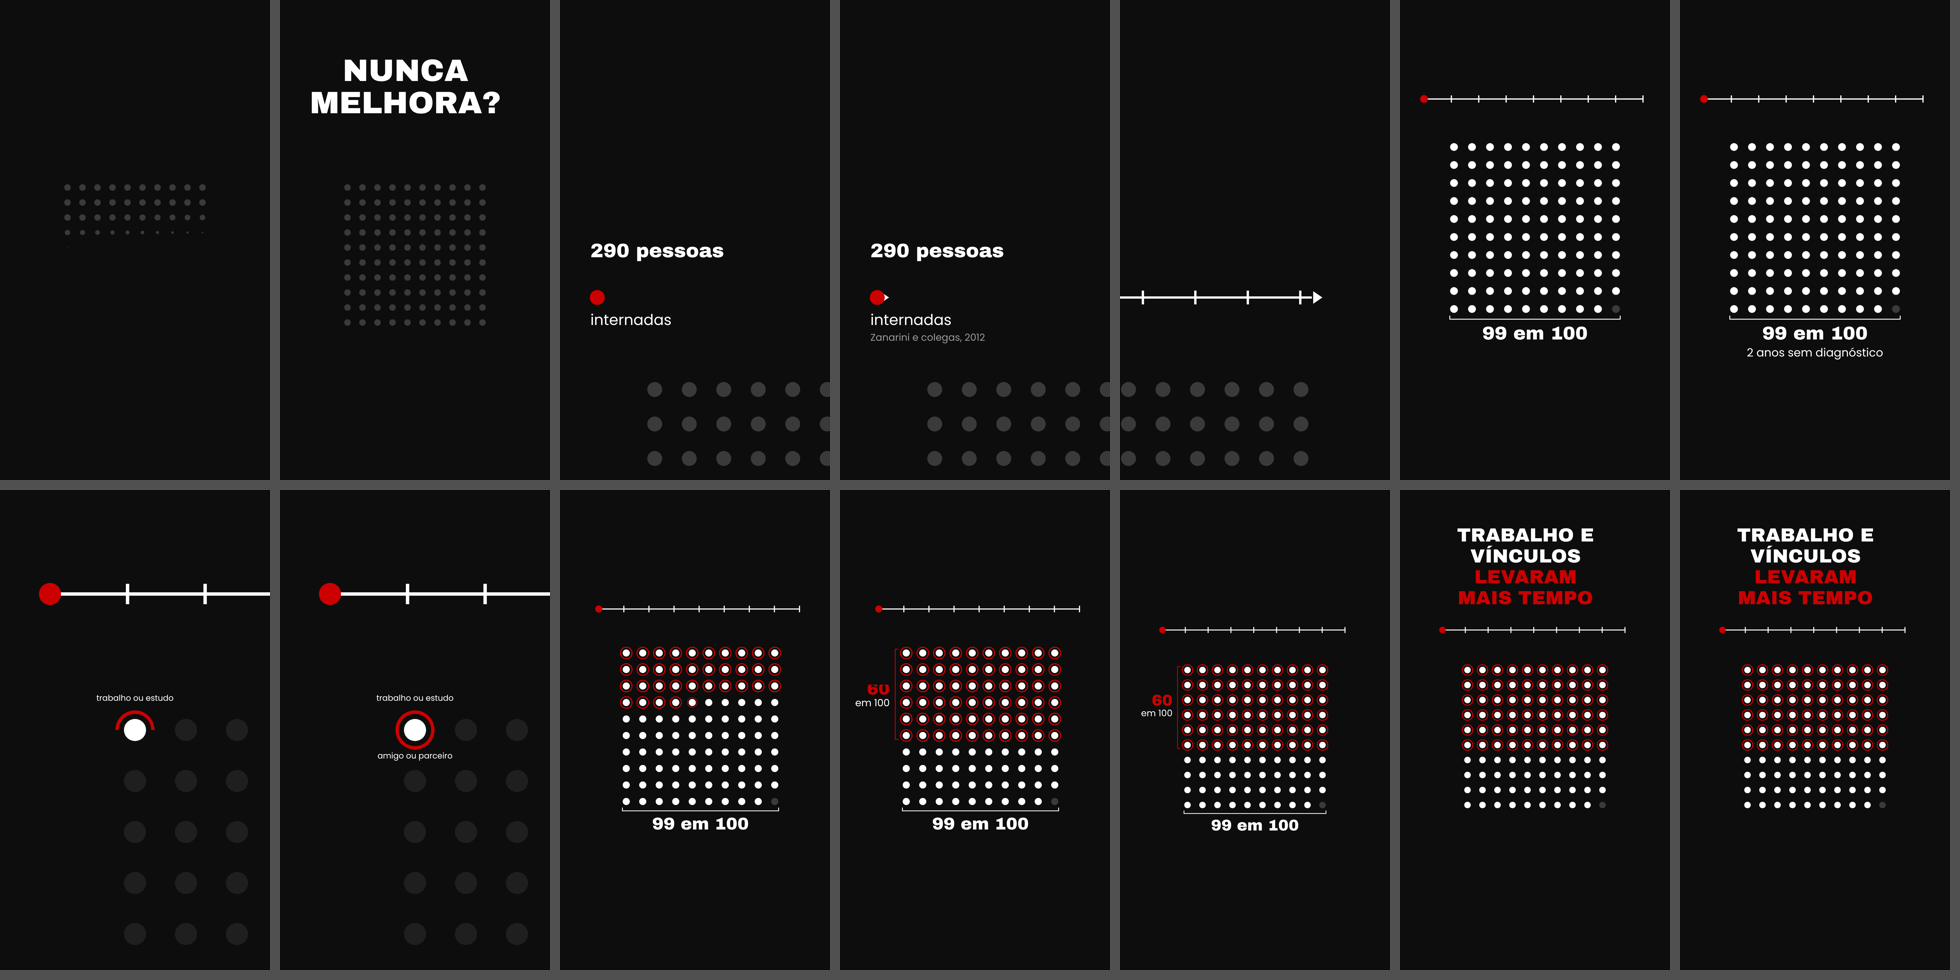 NUNCA
MELHORA?
290 pessoas
internadas
290 pessoas
internadas
Zanarini e colegas, 2012
99 em 100
99 em 100
2 anos sem diagnóstico
trabalho ou estudo
trabalho ou estudo
amigo ou parceiro
99 em 100
60
em 100
99 em 100
60
em 100
99 em 100
TRABALHO E
VÍNCULOS
LEVARAM
MAIS TEMPO
TRABALHO E
VÍNCULOS
LEVARAM
MAIS TEMPO